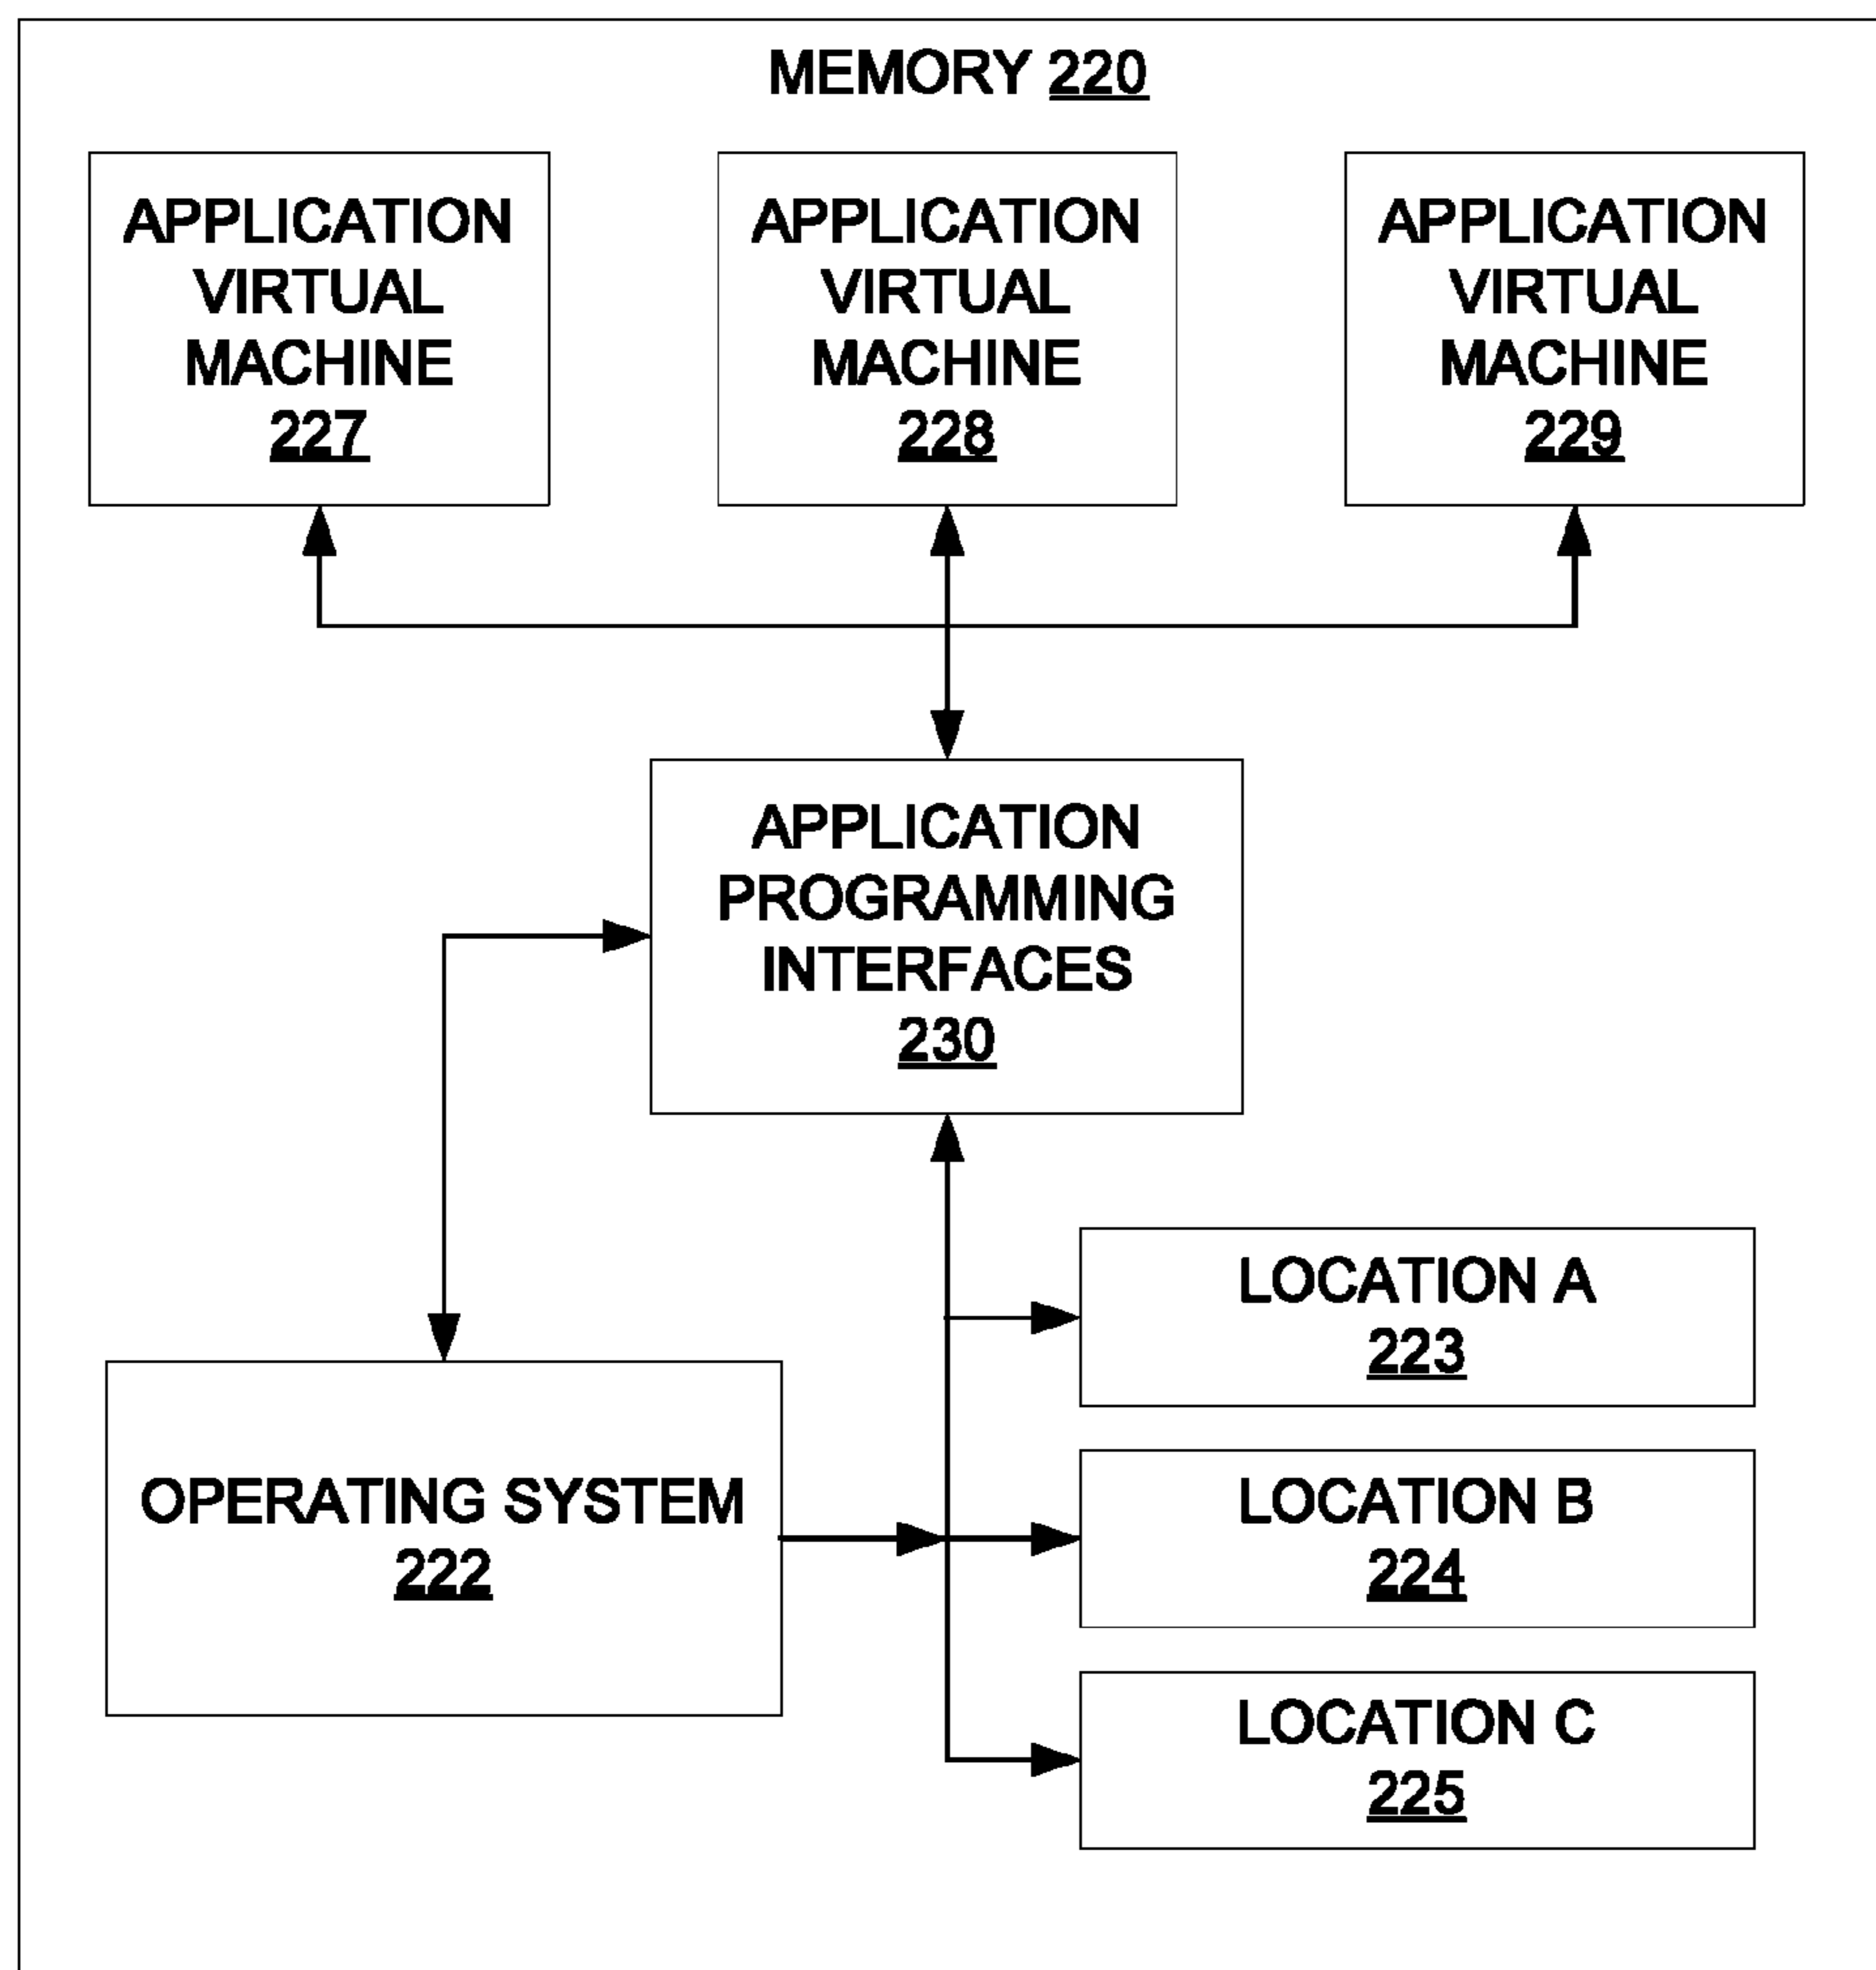 MEMORY 220
APPLICATION
VIRTUAL
MACHINE
227
APPLICATION
VIRTUAL
MACHINE
228
APPLICATION
VIRTUAL
MACHINE
229
APPLICATION
PROGRAMMING
INTERFACES
230
LOCATION A
223
OPERATING SYSTEM
222
LOCATION B
224
LOCATION C
225